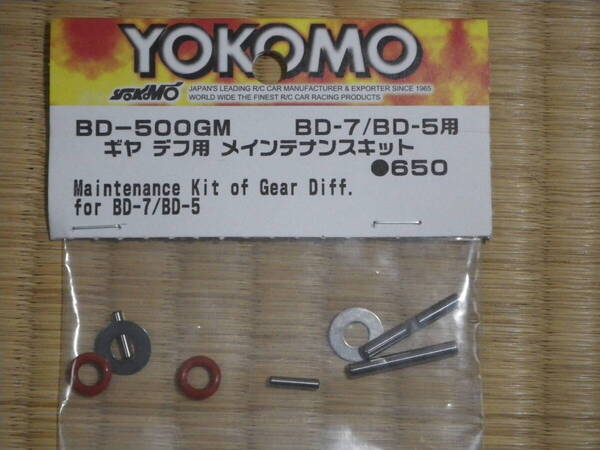 YOKOMO
YOKOMO JAPAN'S LEADING R/C CAR MANUFACTURER & EXPORTER SINCE 1965
WORLD WIDE THE FINEST R/C CAR RACING PRODUCTS
BD-500GM BD-7/BD-5用
ギヤ デフ用 メインテナンスキット
●650
Maintenance Kit of Gear Diff.
for BD-7/BD-5